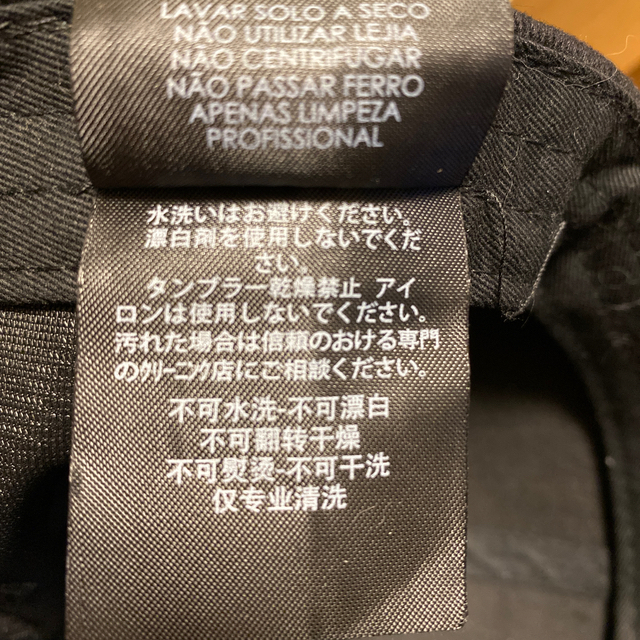 LAVAR SOLO A SECO
NÃO UTILIZAR LEJIA
NÃO CENTRIFUGAR
NÃO PASSAR FERRO
APENAS LIMPEZA
PROFISSIONAL
水洗いはお避けください。
漂白剤を使用しないでくだ
さい。
タンブラー乾燥禁止 アイ
ロンは使用しないでください。
汚れた場合は信頼のおける専門
のクリーニング店にご相談ください。
不可水洗-不可漂白
不可翻转干燥
不可熨烫-不可干洗
仅专业清洗